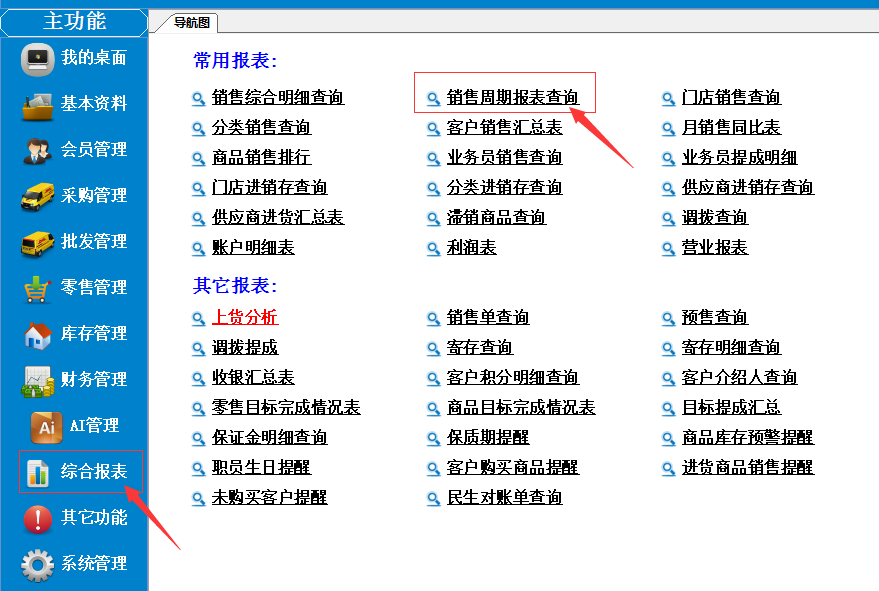 主功能
我的桌面
基本资料
会员管理
采购管理
批发管理
零售管理
库存管理
财务管理
Ai AI管理
综合报表
其它功能
系统管理
导航图
常用报表:
销售综合明细查询 销售周期报表查询 门店销售查询
分类销售查询 客户销售汇总表 月销售同比表
商品销售排行 业务员销售查询 业务员提成明细
门店进销存查询 分类进销存查询 供应商进销存查询
供应商进货汇总表 滞销商品查询 调拨查询
账户明细表 利润表 营业报表
其它报表:
上货分析 销售单查询 预售查询
调拨提成 寄存查询 寄存明细查询
收银汇总表 客户积分明细查询 客户介绍人查询
零售目标完成情况表 商品目标完成情况表 目标提成汇总
保证金明细查询 保质期提醒 商品库存预警提醒
职员生日提醒 客户购买商品提醒 进货商品销售提醒
未购买客户提醒 民生对账单查询